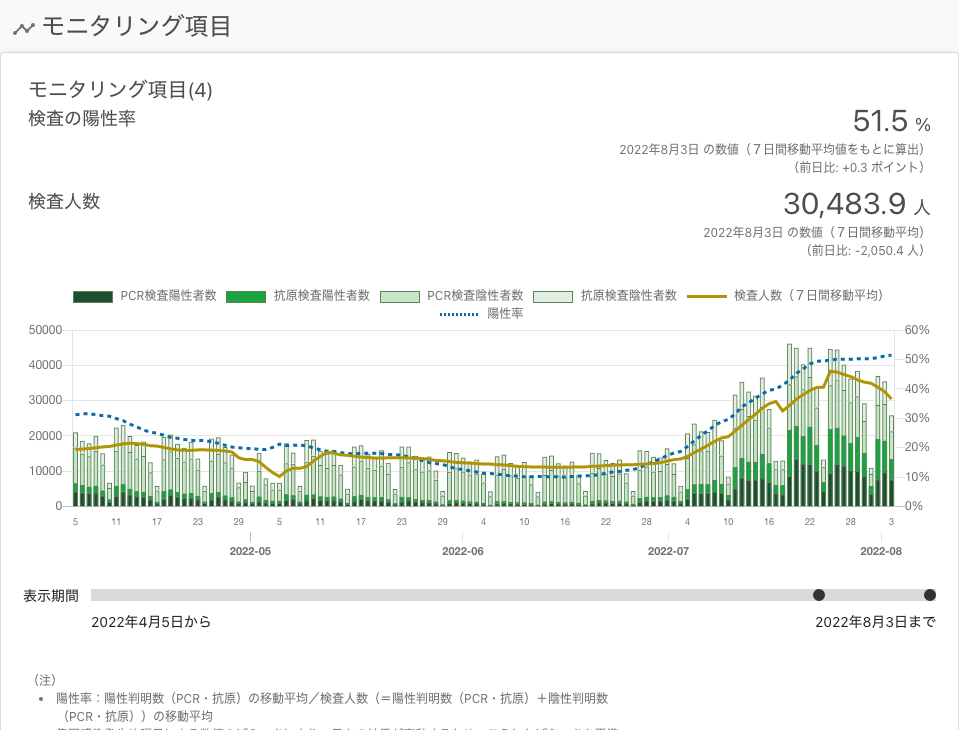 モニタリング項目
モニタリング項目(4)
検査の陽性率
51.5 %
2022年8月3日 の数値（７日間移動平均値をもとに算出）
（前日比: +0.3 ポイント）
検査人数
30,483.9 人
2022年8月3日 の数値（７日間移動平均）
（前日比: -2,050.4 人）
PCR検査陽性者数 抗原検査陽性者数 PCR検査陰性者数 抗原検査陰性者数 検査人数（７日間移動平均）
陽性率
50000 60%
40000 50%
30000 40%
20000 30%
10000 20%
0 10%
0%
5 11 17 23 29 5 11 17 23 29 4 10 16 22 28 4 10 16 22 28 3
2022-05 2022-06 2022-07 2022-08
表示期間
2022年4月5日から 2022年8月3日まで
（注）
• 陽性率：陽性判明数（PCR・抗原）の移動平均／検査人数（＝陽性判明数（PCR・抗原）＋陰性判明数
（PCR・抗原））の移動平均